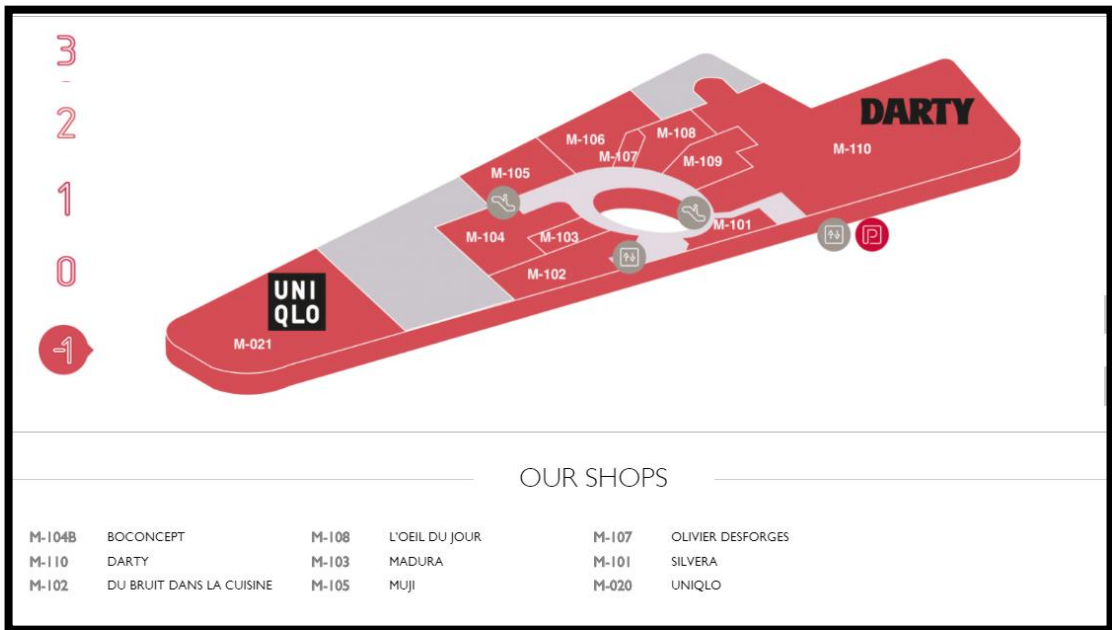 3
2
1
0
-1
DARTY
M-110
M-108
M-106
M-107
M-109
M-105
M-101
M-104
M-103
M-102
UNI
QLO
M-021
P
OUR SHOPS
M-104B BOCONCEPT M-108 L'OEIL DU JOUR M-107 OLIVIER DESFORGES
M-110 DARTY M-103 MADURA M-101 SILVERA
M-102 DU BRUIT DANS LA CUISINE M-105 MUJI M-020 UNIQLO